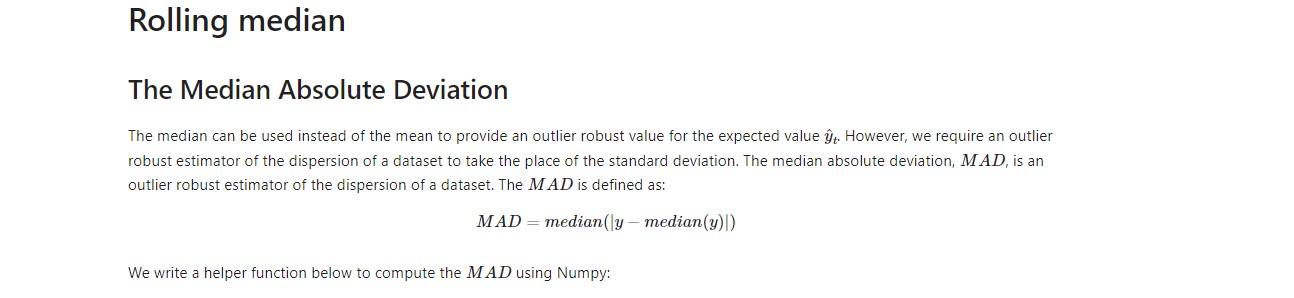 Rolling median
The Median Absolute Deviation
The median can be used instead of the mean to provide an outlier robust value for the expected value ŷₜ. However, we require an outlier
robust estimator of the dispersion of a dataset to take the place of the standard deviation. The median absolute deviation, MAD, is an
outlier robust estimator of the dispersion of a dataset. The MAD is defined as:
MAD = median(|y − median(y)|)
We write a helper function below to compute the MAD using Numpy: